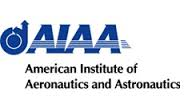 AIAA
American Institute of
Aeronautics and Astronautics